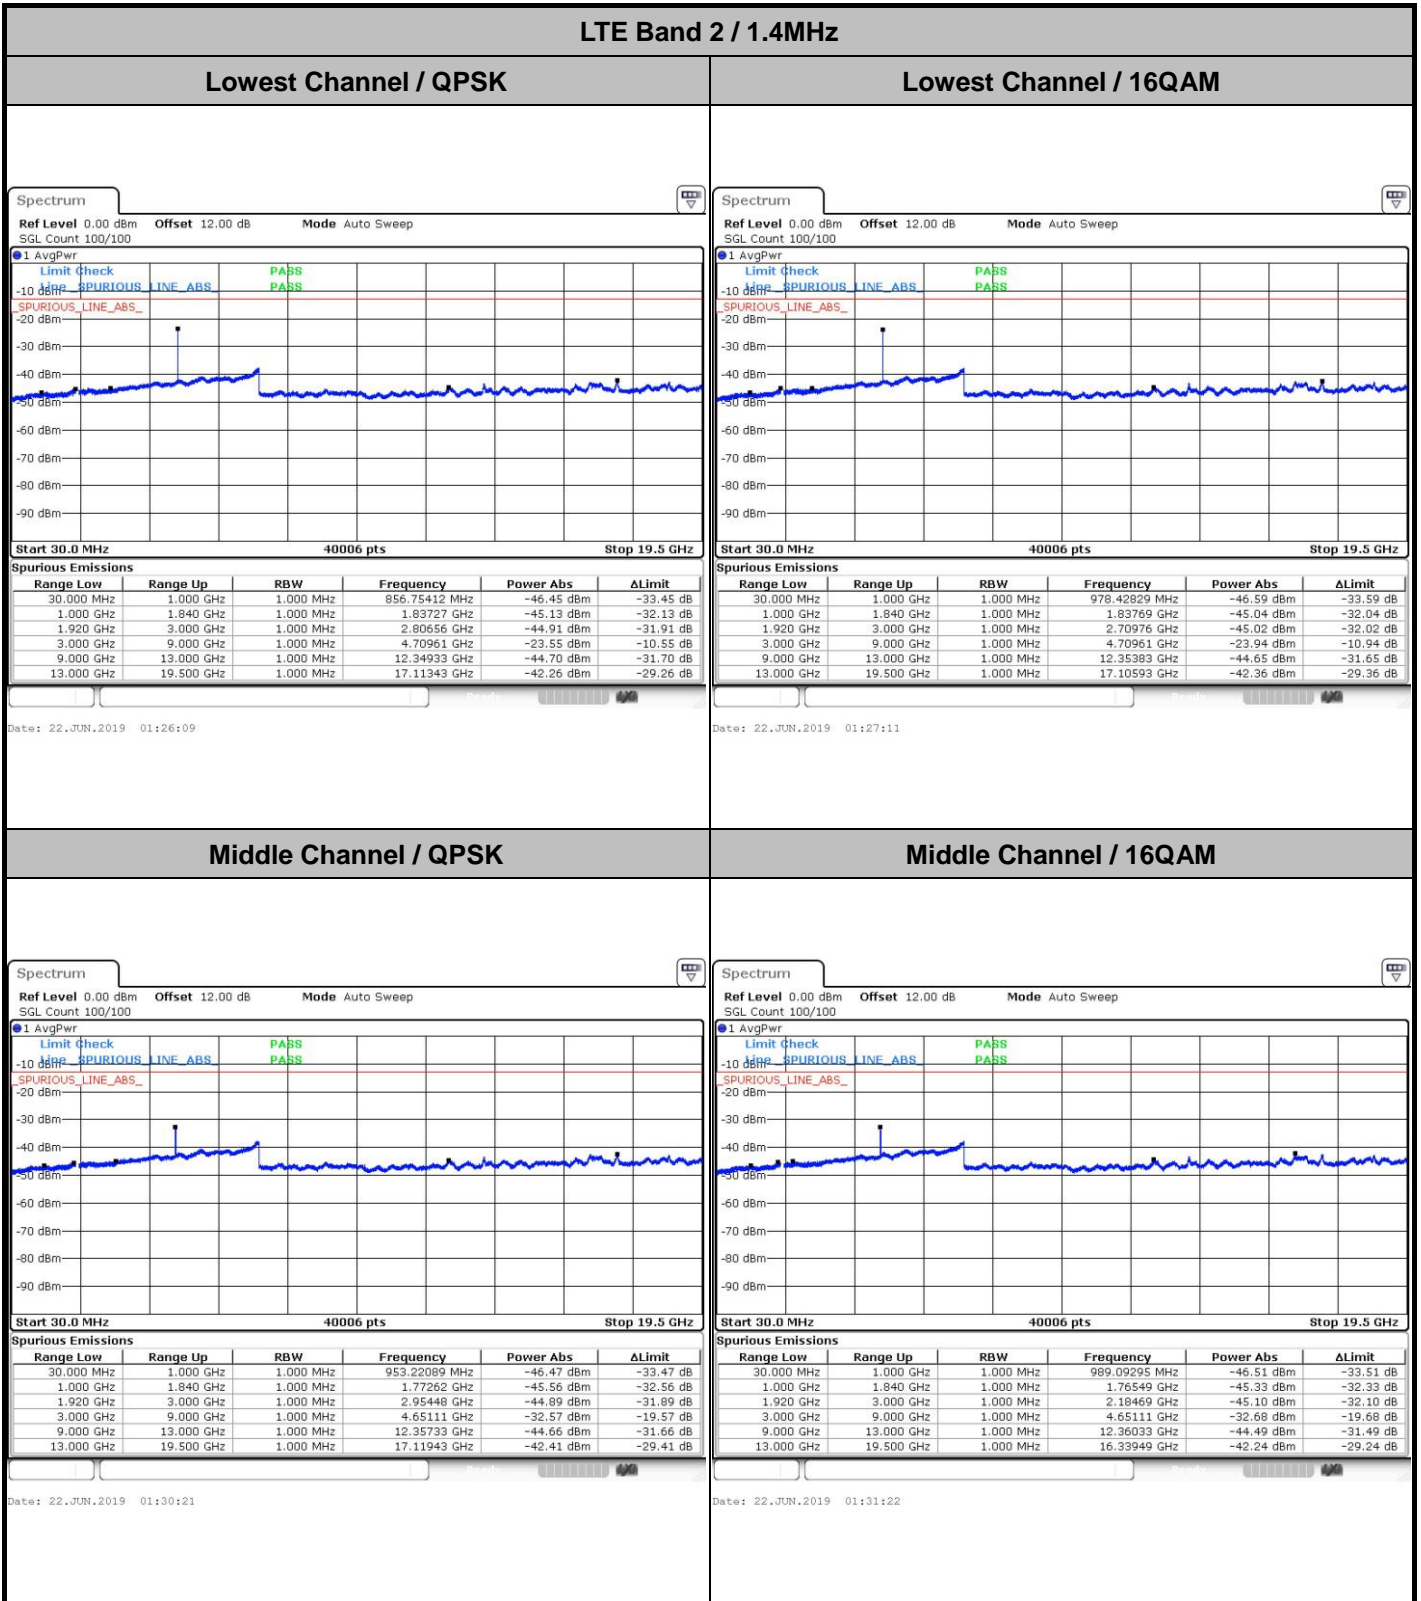 LTE Band 2 / 1.4MHz
Lowest Channel / QPSK
Lowest Channel / 16QAM
Spectrum
Ref Level 0.00 dBm Offset 12.00 dB Mode Auto Sweep
SGL Count 100/100
1 AvgPwr
Limit Check PASS
-10 dBm Line _SPURIOUS_LINE_ABS_ PASS
_SPURIOUS_LINE_ABS_
-20 dBm
-30 dBm
-40 dBm
-50 dBm
-60 dBm
-70 dBm
-80 dBm
-90 dBm
Start 30.0 MHz 40006 pts Stop 19.5 GHz
Spurious Emissions
Range Low Range Up RBW Frequency Power Abs ΔLimit
30.000 MHz 1.000 GHz 1.000 MHz 856.75412 MHz -46.45 dBm -33.45 dB
1.000 GHz 1.840 GHz 1.000 MHz 1.83727 GHz -45.13 dBm -32.13 dB
1.920 GHz 3.000 GHz 1.000 MHz 2.80656 GHz -44.91 dBm -31.91 dB
3.000 GHz 9.000 GHz 1.000 MHz 4.70961 GHz -23.55 dBm -10.55 dB
9.000 GHz 13.000 GHz 1.000 MHz 12.34933 GHz -44.70 dBm -31.70 dB
13.000 GHz 19.500 GHz 1.000 MHz 17.11343 GHz -42.26 dBm -29.26 dB
Date: 22.JUN.2019 01:26:09
Spectrum
Ref Level 0.00 dBm Offset 12.00 dB Mode Auto Sweep
SGL Count 100/100
1 AvgPwr
Limit Check PASS
-10 dBm Line _SPURIOUS_LINE_ABS_ PASS
_SPURIOUS_LINE_ABS_
-20 dBm
-30 dBm
-40 dBm
-50 dBm
-60 dBm
-70 dBm
-80 dBm
-90 dBm
Start 30.0 MHz 40006 pts Stop 19.5 GHz
Spurious Emissions
Range Low Range Up RBW Frequency Power Abs ΔLimit
30.000 MHz 1.000 GHz 1.000 MHz 978.42829 MHz -46.59 dBm -33.59 dB
1.000 GHz 1.840 GHz 1.000 MHz 1.83769 GHz -45.04 dBm -32.04 dB
1.920 GHz 3.000 GHz 1.000 MHz 2.70976 GHz -45.02 dBm -32.02 dB
3.000 GHz 9.000 GHz 1.000 MHz 4.70961 GHz -23.94 dBm -10.94 dB
9.000 GHz 13.000 GHz 1.000 MHz 12.35383 GHz -44.65 dBm -31.65 dB
13.000 GHz 19.500 GHz 1.000 MHz 17.10593 GHz -42.36 dBm -29.36 dB
Date: 22.JUN.2019 01:27:11
Middle Channel / QPSK
Middle Channel / 16QAM
Spectrum
Ref Level 0.00 dBm Offset 12.00 dB Mode Auto Sweep
SGL Count 100/100
1 AvgPwr
Limit Check PASS
-10 dBm Line _SPURIOUS_LINE_ABS_ PASS
_SPURIOUS_LINE_ABS_
-20 dBm
-30 dBm
-40 dBm
-50 dBm
-60 dBm
-70 dBm
-80 dBm
-90 dBm
Start 30.0 MHz 40006 pts Stop 19.5 GHz
Spurious Emissions
Range Low Range Up RBW Frequency Power Abs ΔLimit
30.000 MHz 1.000 GHz 1.000 MHz 953.22089 MHz -46.47 dBm -33.47 dB
1.000 GHz 1.840 GHz 1.000 MHz 1.77262 GHz -45.56 dBm -32.56 dB
1.920 GHz 3.000 GHz 1.000 MHz 2.95448 GHz -44.89 dBm -31.89 dB
3.000 GHz 9.000 GHz 1.000 MHz 4.65111 GHz -32.57 dBm -19.57 dB
9.000 GHz 13.000 GHz 1.000 MHz 12.35733 GHz -44.66 dBm -31.66 dB
13.000 GHz 19.500 GHz 1.000 MHz 17.11943 GHz -42.41 dBm -29.41 dB
Date: 22.JUN.2019 01:30:21
Spectrum
Ref Level 0.00 dBm Offset 12.00 dB Mode Auto Sweep
SGL Count 100/100
1 AvgPwr
Limit Check PASS
-10 dBm Line _SPURIOUS_LINE_ABS_ PASS
_SPURIOUS_LINE_ABS_
-20 dBm
-30 dBm
-40 dBm
-50 dBm
-60 dBm
-70 dBm
-80 dBm
-90 dBm
Start 30.0 MHz 40006 pts Stop 19.5 GHz
Spurious Emissions
Range Low Range Up RBW Frequency Power Abs ΔLimit
30.000 MHz 1.000 GHz 1.000 MHz 989.09295 MHz -46.51 dBm -33.51 dB
1.000 GHz 1.840 GHz 1.000 MHz 1.76549 GHz -45.33 dBm -32.33 dB
1.920 GHz 3.000 GHz 1.000 MHz 2.18469 GHz -45.10 dBm -32.10 dB
3.000 GHz 9.000 GHz 1.000 MHz 4.65111 GHz -32.68 dBm -19.68 dB
9.000 GHz 13.000 GHz 1.000 MHz 12.36033 GHz -44.49 dBm -31.49 dB
13.000 GHz 19.500 GHz 1.000 MHz 16.33949 GHz -42.24 dBm -29.24 dB
Date: 22.JUN.2019 01:31:22